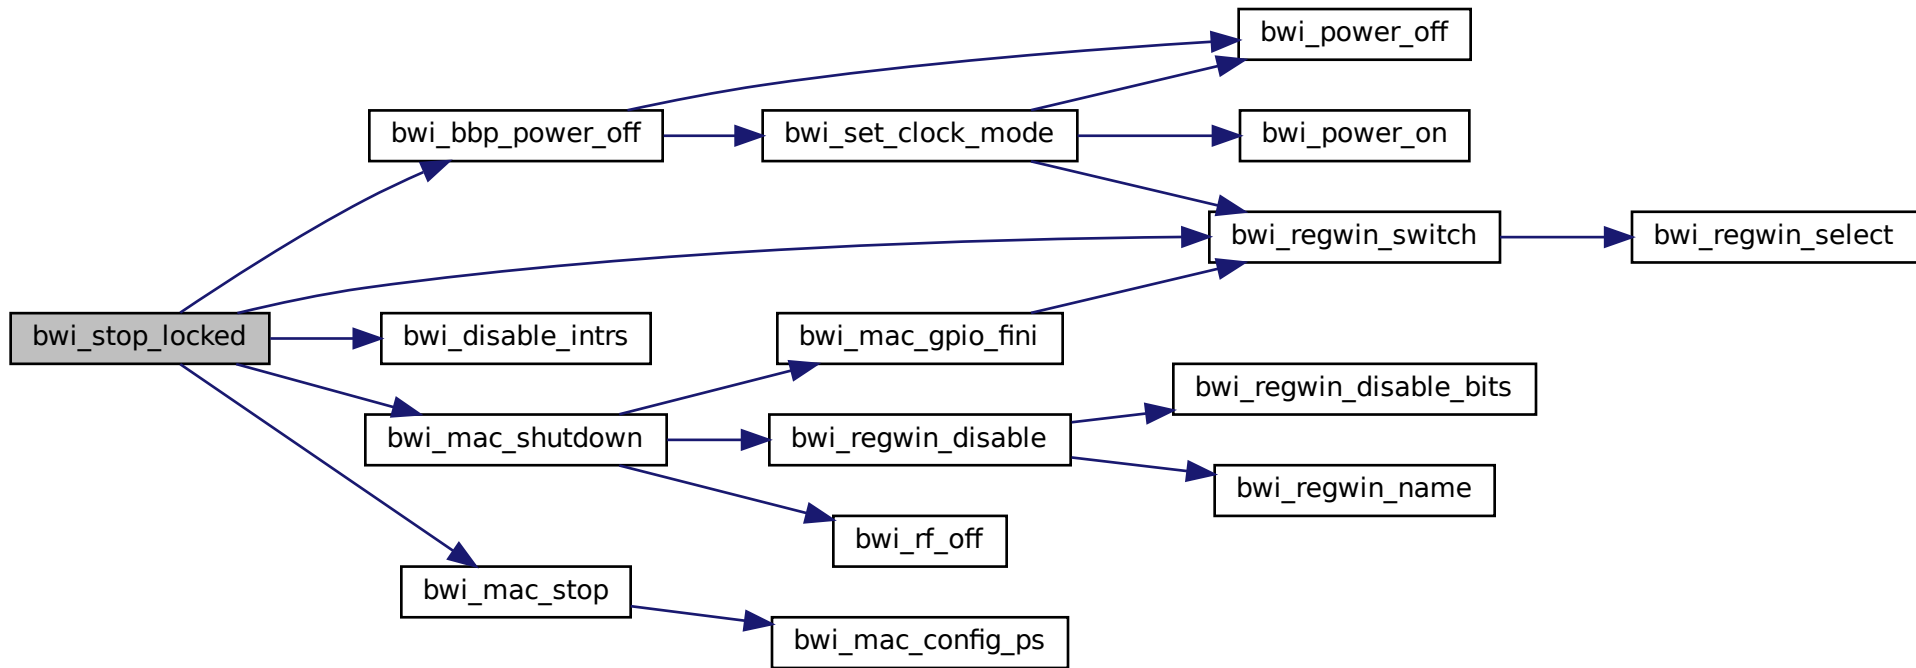 bwi_power_off
bwi_bbp_power_off
bwi_set_clock_mode
bwi_power_on
bwi_regwin_switch
bwi_regwin_select
bwi_stop_locked
bwi_disable_intrs
bwi_mac_gpio_fini
bwi_regwin_disable_bits
bwi_mac_shutdown
bwi_regwin_disable
bwi_regwin_name
bwi_rf_off
bwi_mac_stop
bwi_mac_config_ps